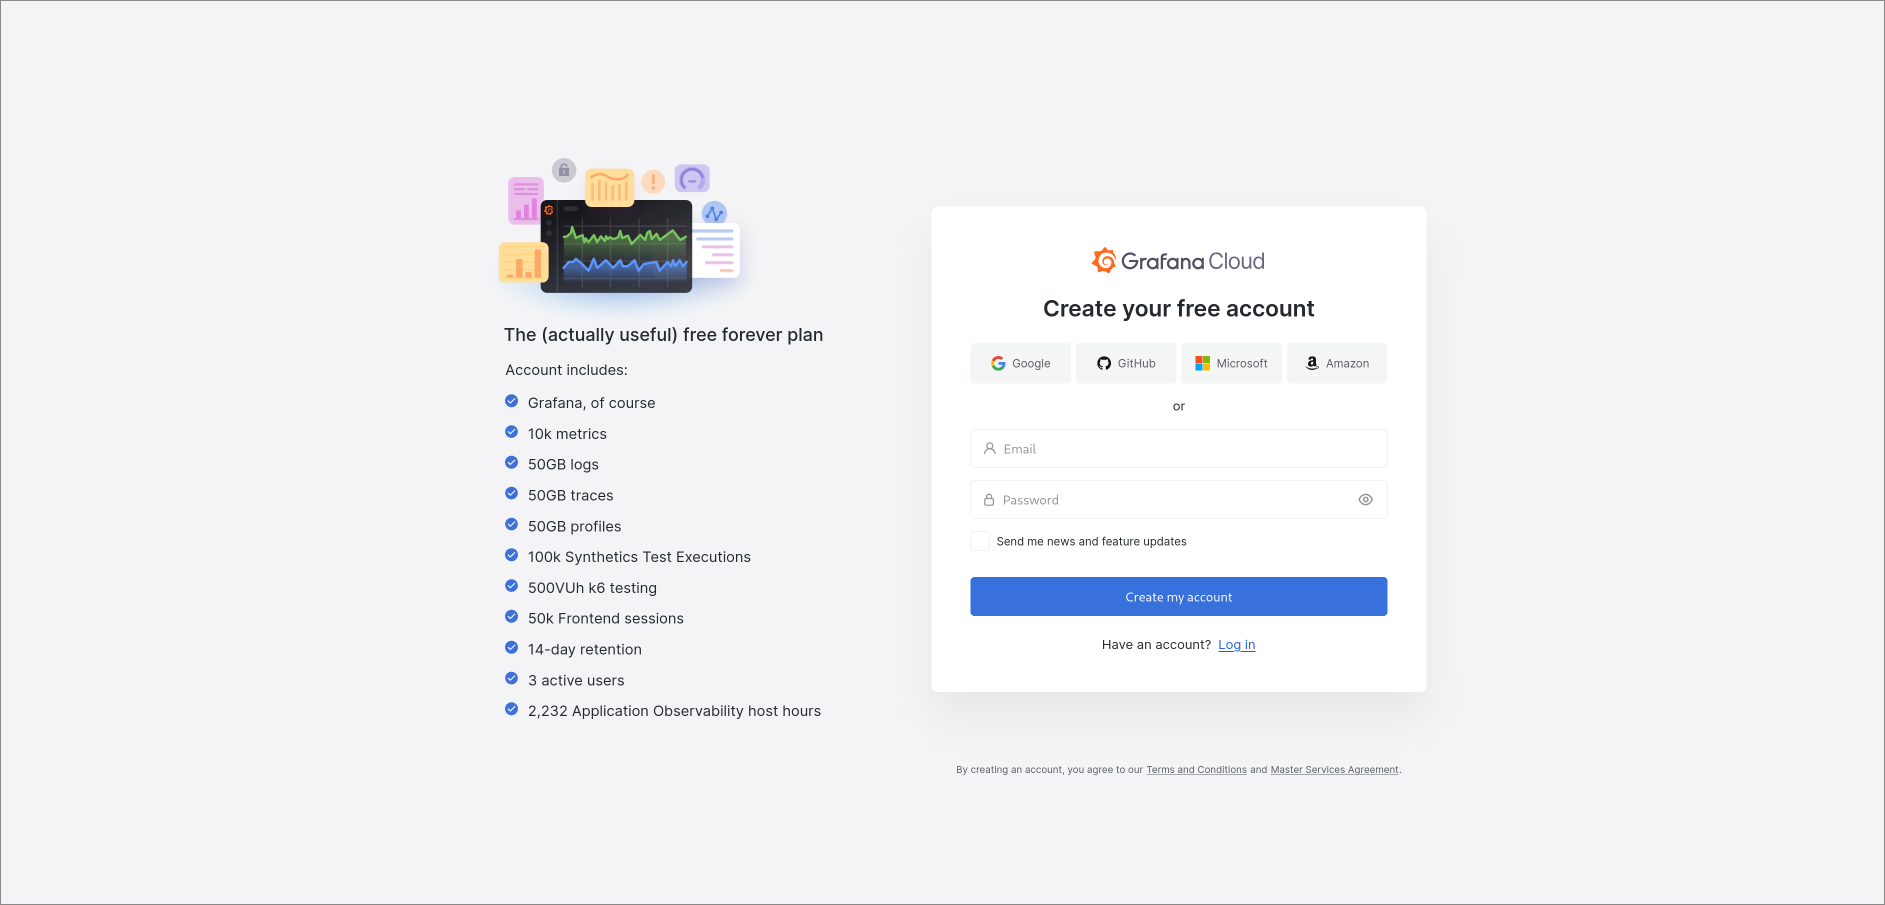 The (actually useful) free forever plan
Account includes:
Grafana, of course
10k metrics
50GB logs
50GB traces
50GB profiles
100k Synthetics Test Executions
500VUh k6 testing
50k Frontend sessions
14-day retention
3 active users
2,232 Application Observability host hours
Grafana Cloud
Create your free account
Google GitHub Microsoft Amazon
or
Email
Password
Send me news and feature updates
Create my account
Have an account? Log in
By creating an account, you agree to our Terms and Conditions and Master Services Agreement.